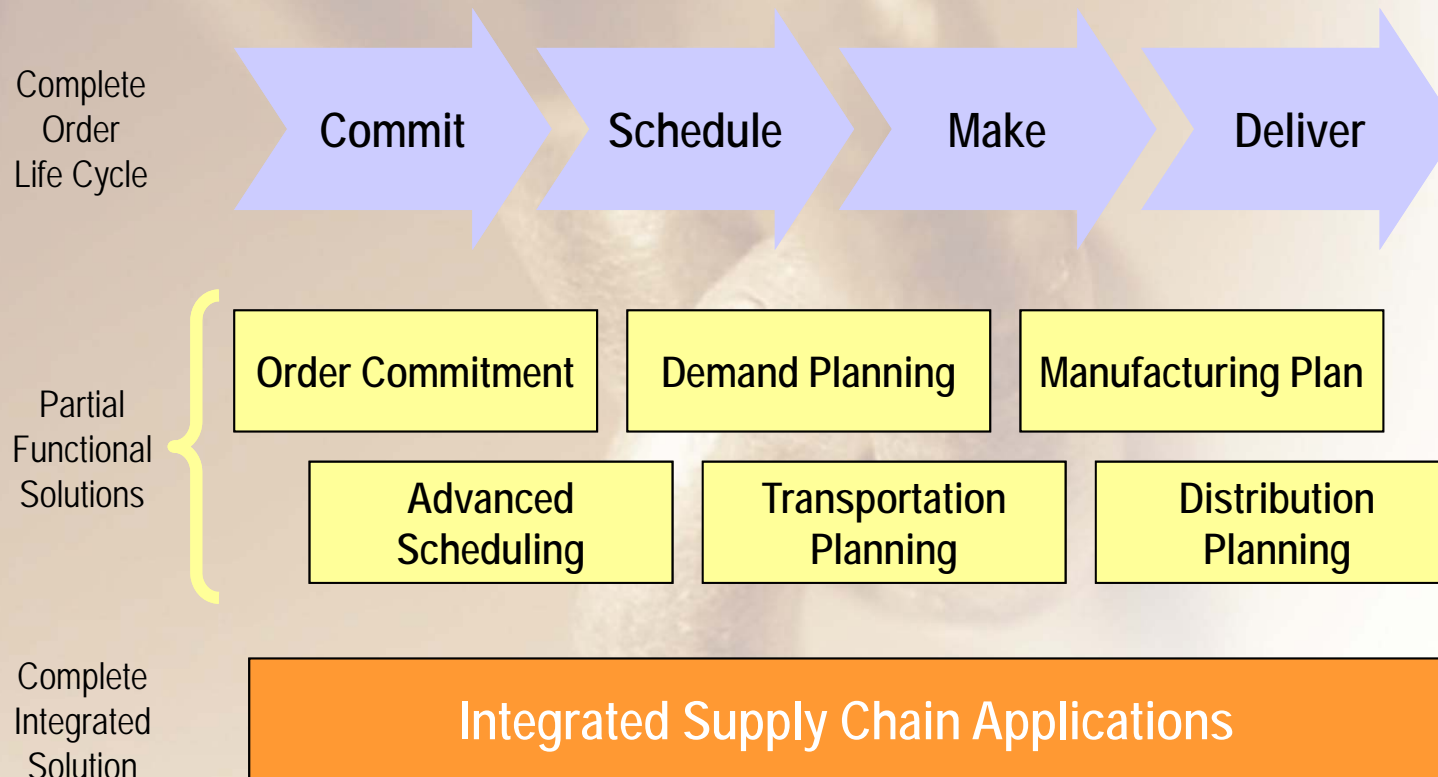 Complete
Order
Life Cycle
Commit
Schedule
Make
Deliver
Partial
Functional
Solutions
Order Commitment
Demand Planning
Manufacturing Plan
Advanced
Scheduling
Transportation
Planning
Distribution
Planning
Complete
Integrated
Solution
Integrated Supply Chain Applications